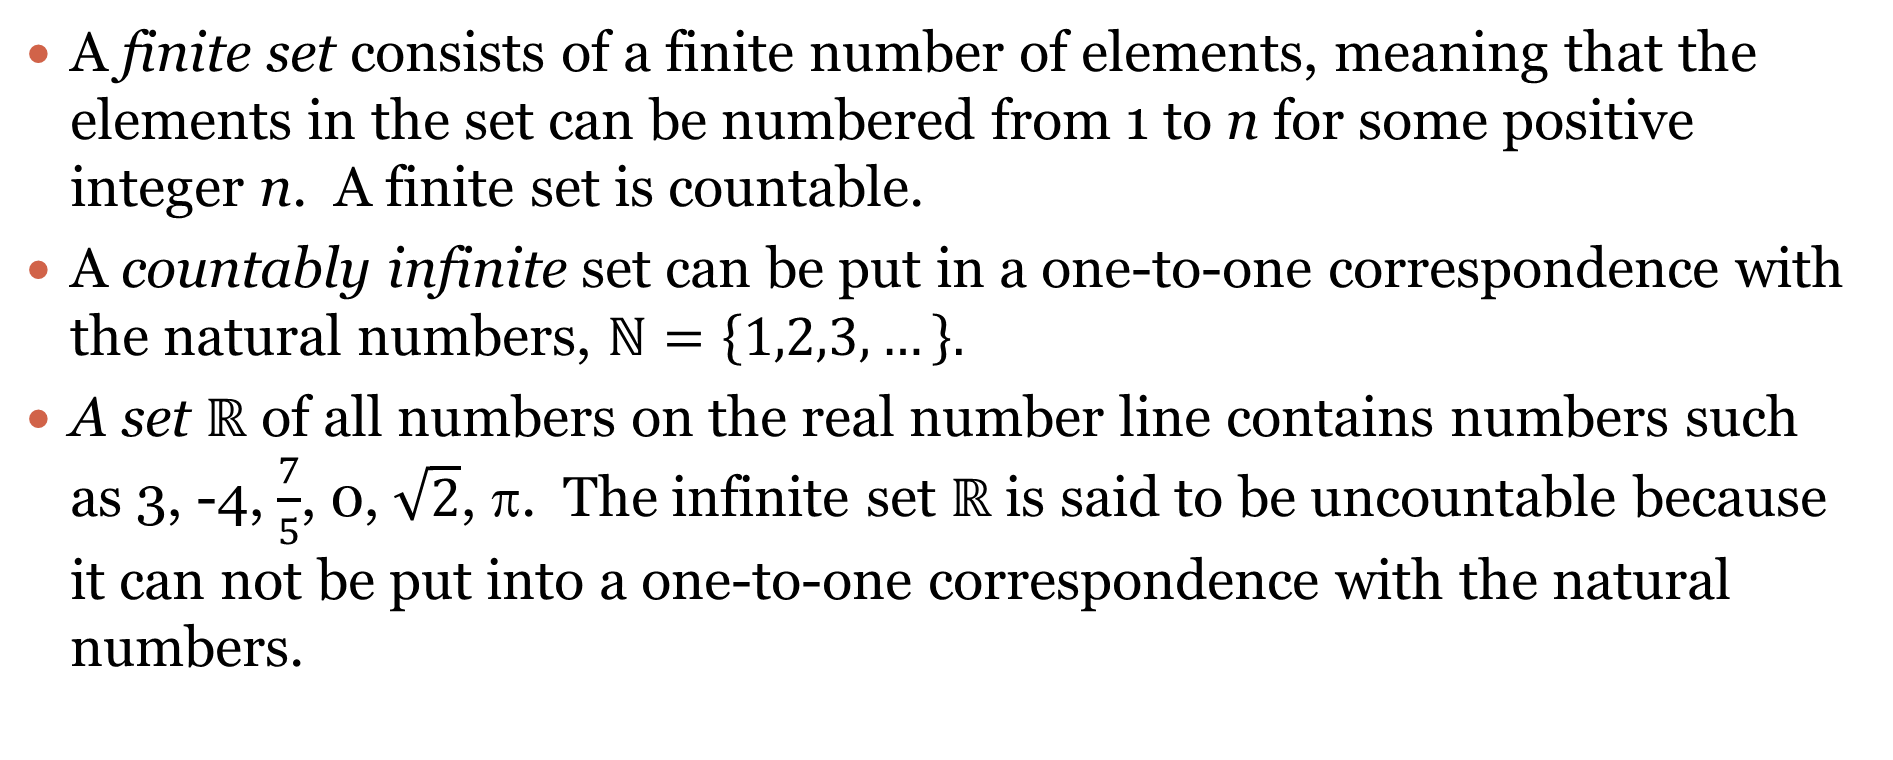 • A finite set consists of a finite number of elements, meaning that the
elements in the set can be numbered from 1 to n for some positive
integer n.  A finite set is countable.
• A countably infinite set can be put in a one-to-one correspondence with
the natural numbers, ℕ = {1,2,3, … }.
• A set ℝ of all numbers on the real number line contains numbers such
as 3, -4, 7/5, 0, √2, π.  The infinite set ℝ is said to be uncountable because
it can not be put into a one-to-one correspondence with the natural
numbers.